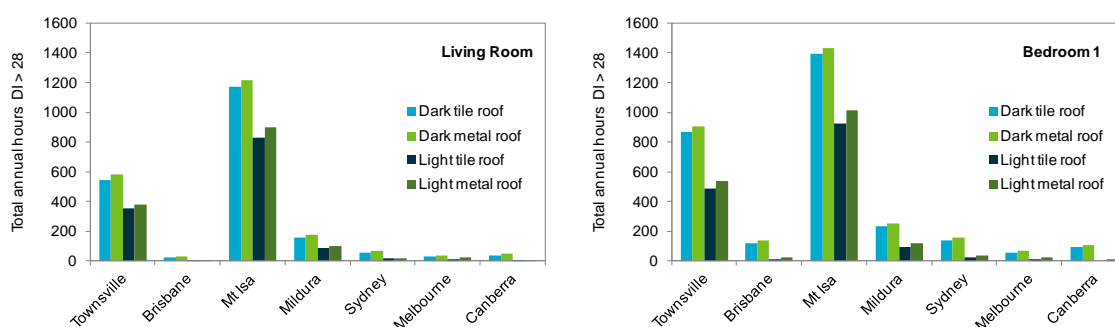 Total annual hours DI > 28
1600
1400
1200
1000
800
600
400
200
0
Living Room
Dark tile roof
Dark metal roof
Light tile roof
Light metal roof
Townsville
Brisbane
Mt Isa
Mildura
Sydney
Melbourne
Canberra
Total annual hours DI > 28
1600
1400
1200
1000
800
600
400
200
0
Bedroom 1
Dark tile roof
Dark metal roof
Light tile roof
Light metal roof
Townsville
Brisbane
Mt Isa
Mildura
Sydney
Melbourne
Canberra